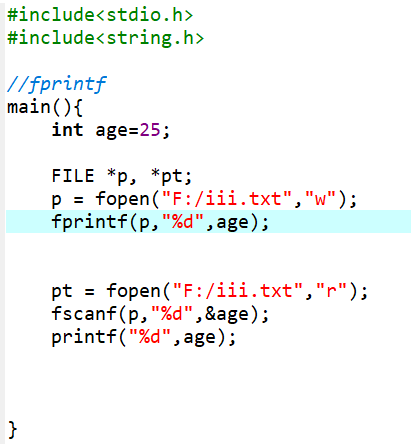 #include<stdio.h>
#include<string.h>
//fprintf
main(){
int age=25;
FILE *p, *pt;
p = fopen("F:/iii.txt","w");
fprintf(p,"%d",age);
pt = fopen("F:/iii.txt","r");
fscanf(p,"%d",&age);
printf("%d",age);
}